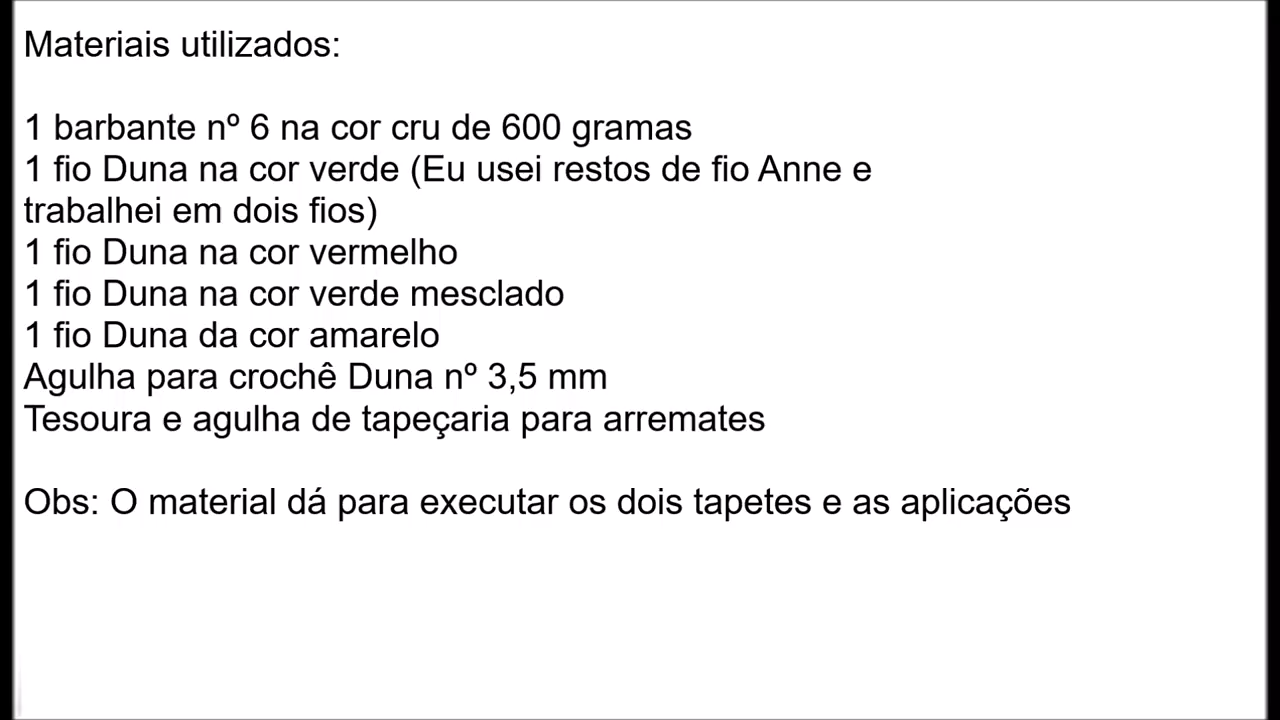 Materiais utilizados:
1 barbante nº 6 na cor cru de 600 gramas
1 fio Duna na cor verde (Eu usei restos de fio Anne e
trabalhei em dois fios)
1 fio Duna na cor vermelho
1 fio Duna na cor verde mesclado
1 fio Duna da cor amarelo
Agulha para crochê Duna nº 3,5 mm
Tesoura e agulha de tapeçaria para arremates
Obs: O material dá para executar os dois tapetes e as aplicações